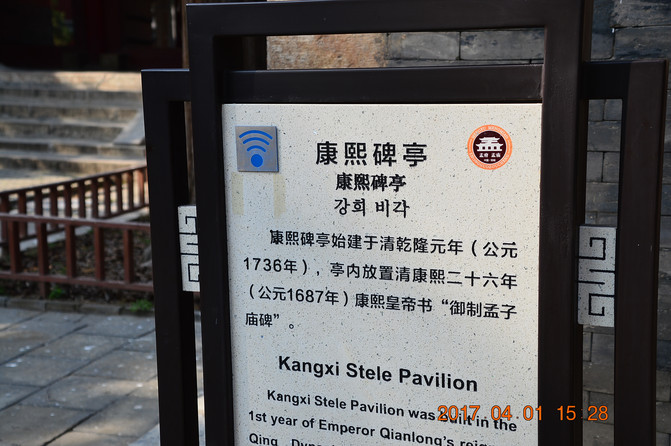 康熙碑亭
康熙碑亭
강희 비각
康熙碑亭始建于清乾隆元年（公元
1736年），亭内放置清康熙二十六年
（公元1687年）康熙皇帝书“御制孟子
庙碑”。
Kangxi Stele Pavilion
Kangxi Stele Pavilion was built in the
1st year of Emperor Qianlong's reign
Qing
2017.04.01 15 28